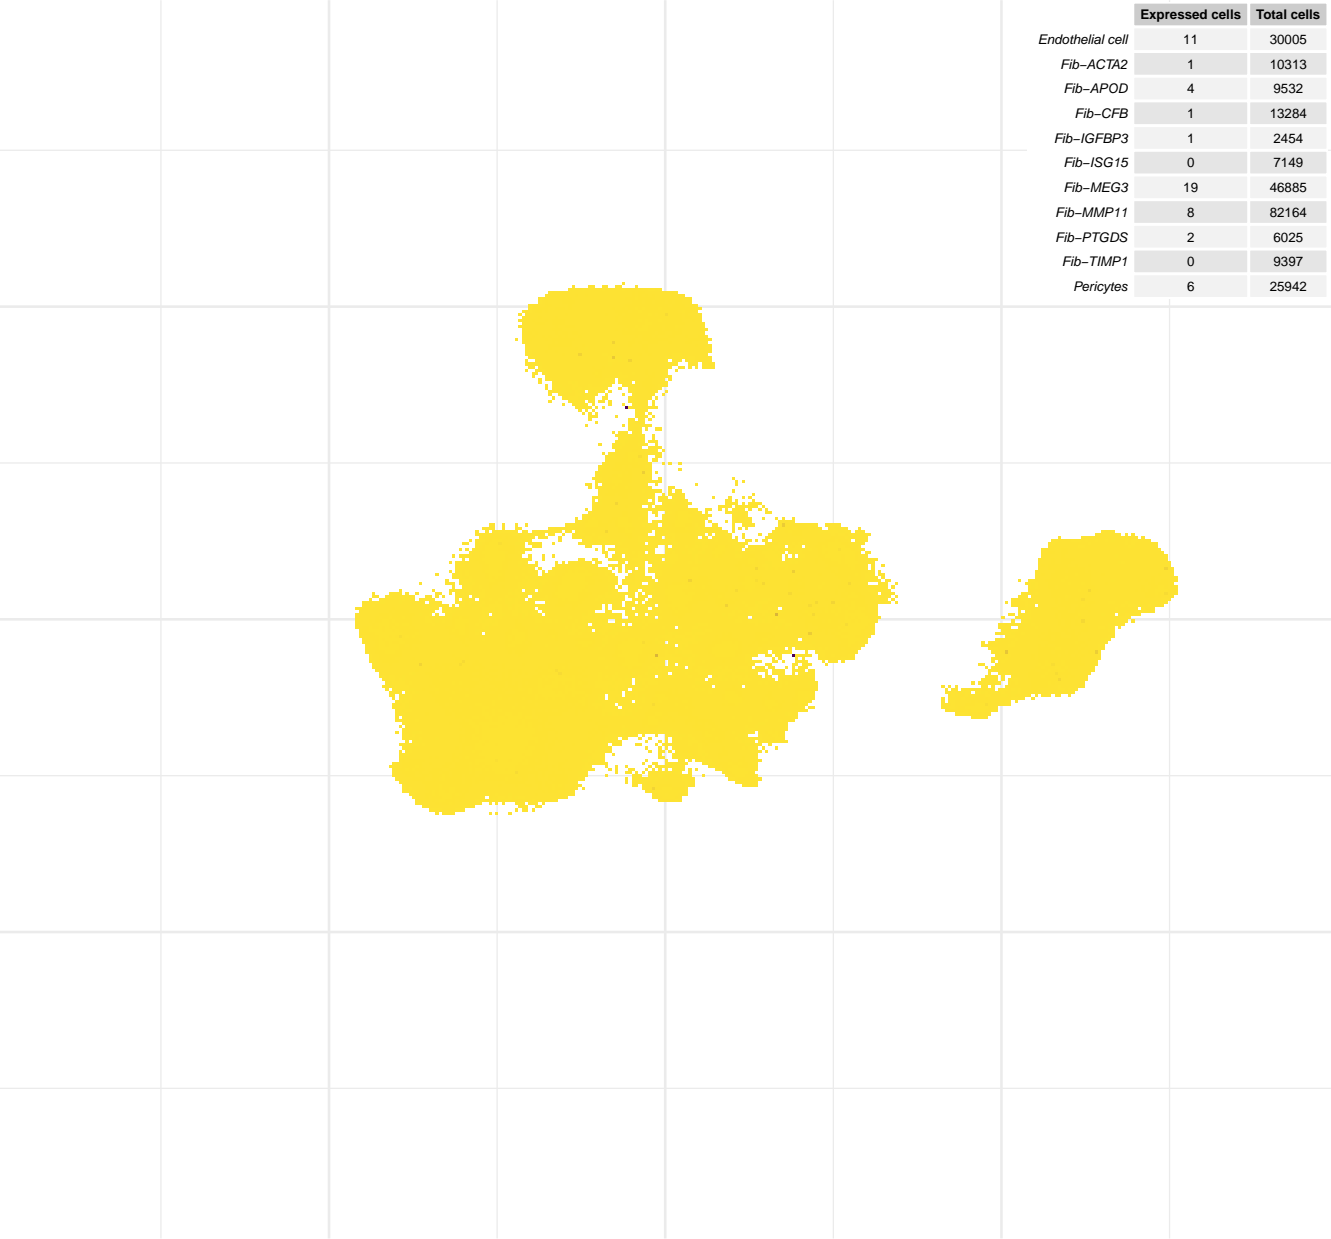 Expressed cells Total cells
Endothelial cell 11 30005
Fib−ACTA2 1 10313
Fib−APOD 4 9532
Fib−CFB 1 13284
Fib−IGFBP3 1 2454
Fib−ISG15 0 7149
Fib−MEG3 19 46885
Fib−MMP11 8 82164
Fib−PTGDS 2 6025
Fib−TIMP1 0 9397
Pericytes 6 25942